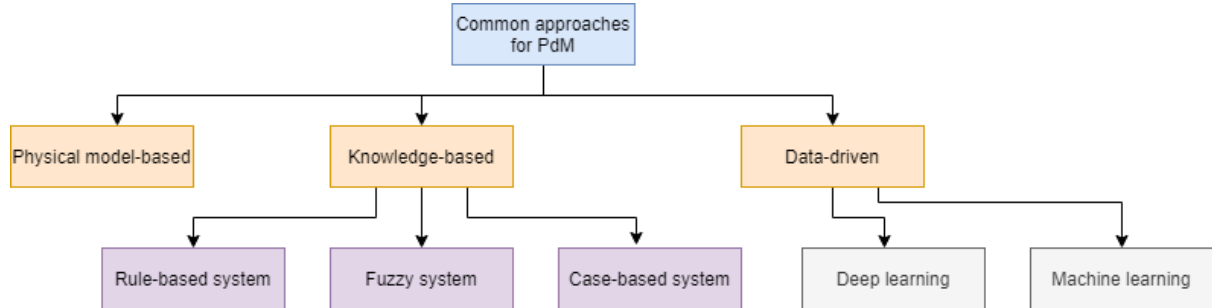 Common approaches
for PdM
Physical model-based
Knowledge-based
Data-driven
Rule-based system
Fuzzy system
Case-based system
Deep learning
Machine learning